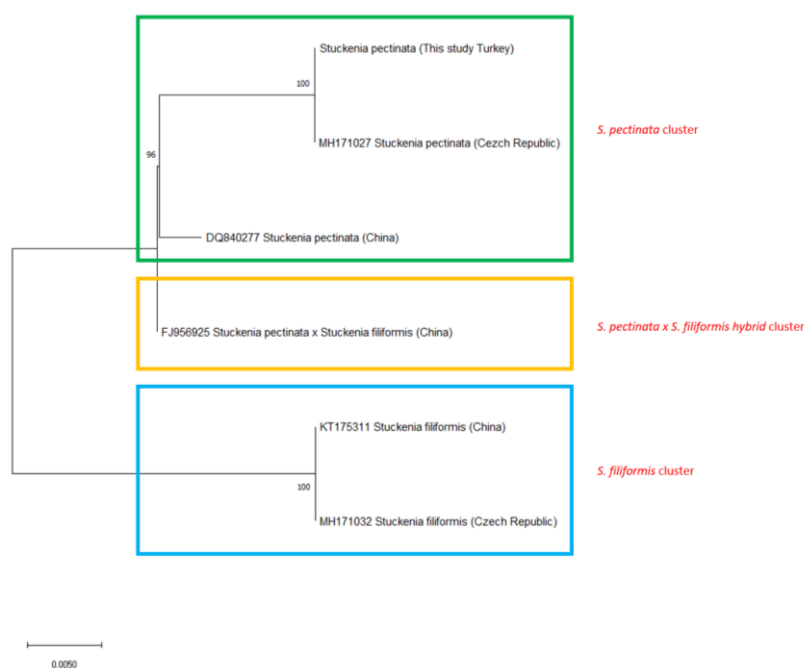 Stuckenia pectinata (This study Turkey)
100
S. pectinata cluster
MH171027 Stuckenia pectinata (Cezch Republic)
96
DQ840277 Stuckenia pectinata (China)
S. pectinata x S. filiformis hybrid cluster
FJ956925 Stuckenia pectinata x Stuckenia filiformis (China)
KT175311 Stuckenia filiformis (China)
S. filiformis cluster
100
MH171032 Stuckenia filiformis (Czech Republic)
0.0050